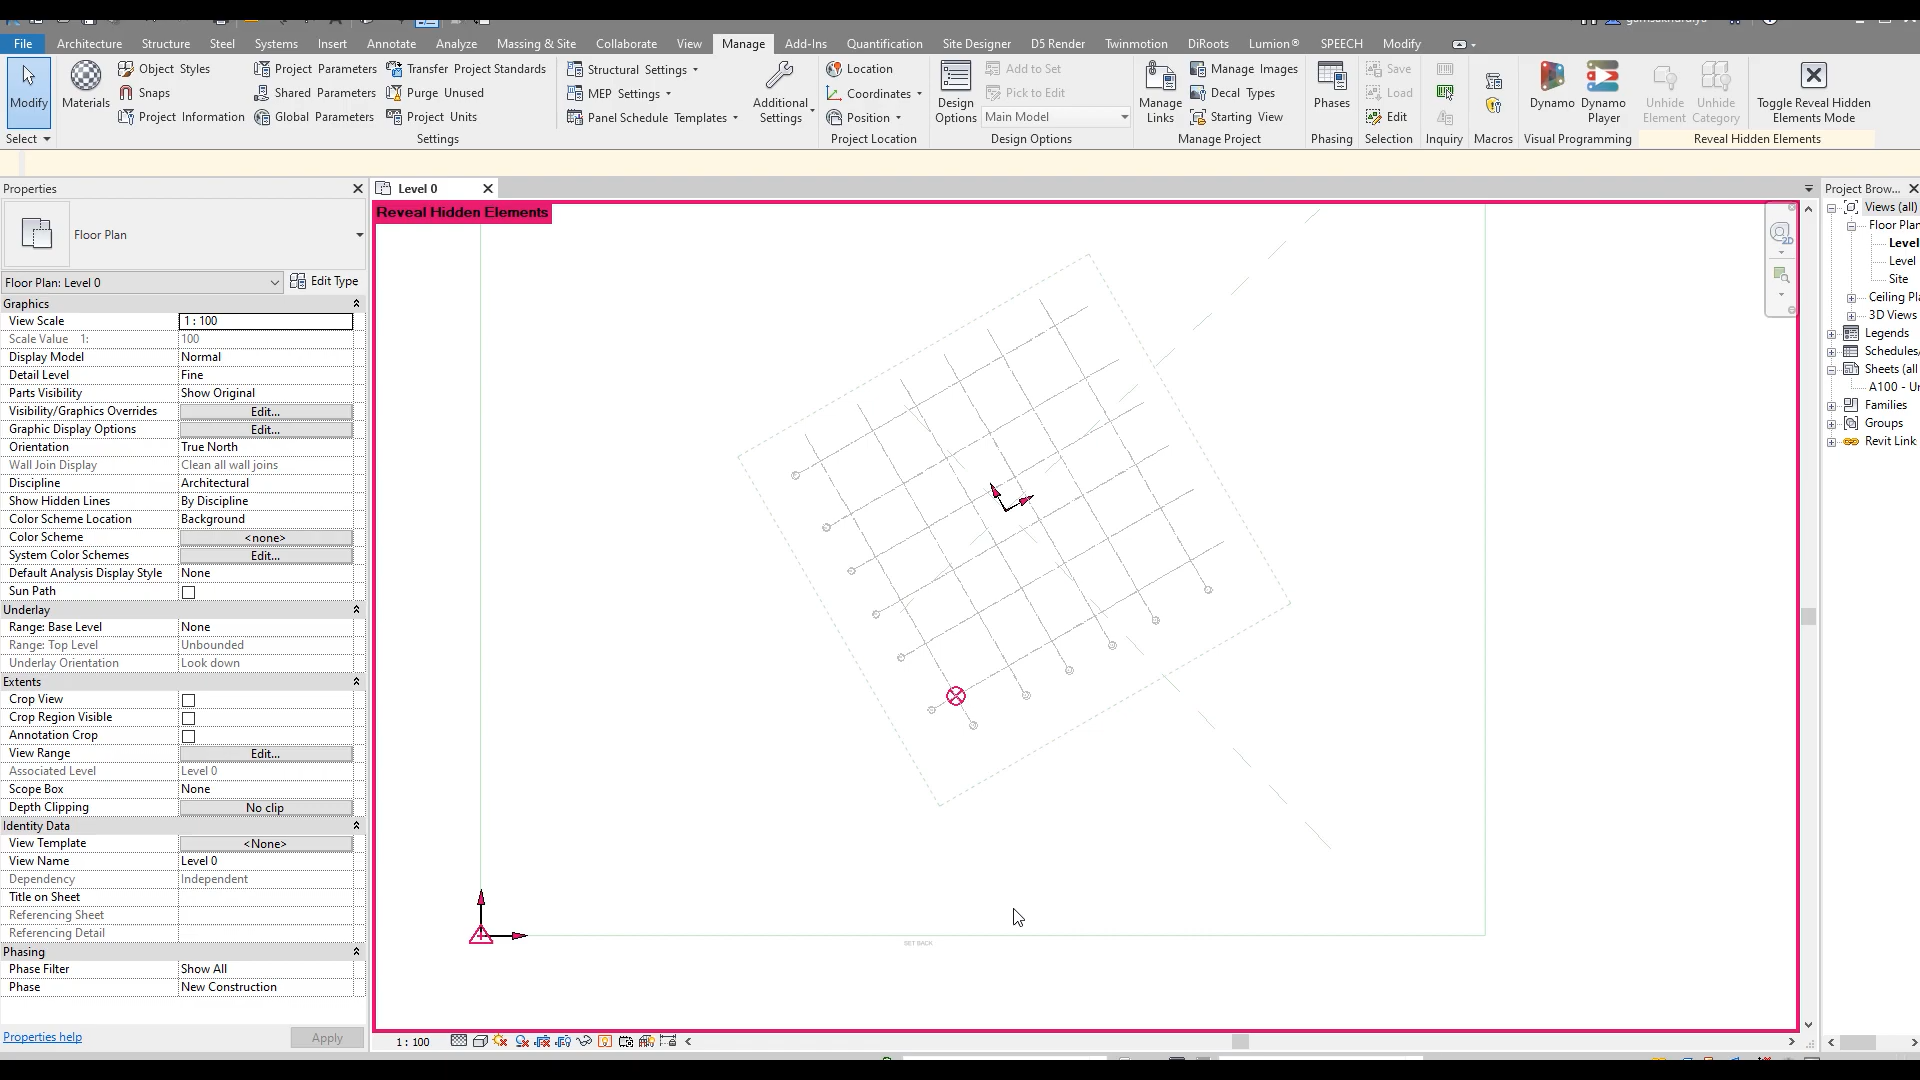 File Architecture Structure Steel Systems Insert Annotate Analyze Massing & Site Collaborate View Manage Add-Ins Quantification Site Designer D5 Render Twinmotion DiRoots Lumion® SPEECH Modify
Modify
Select
Materials
Object Styles
Snaps
Project Information
Project Parameters
Shared Parameters
Global Parameters
Transfer Project Standards
Purge Unused
Project Units
Structural Settings
MEP Settings
Panel Schedule Templates
Settings
Additional
Settings
Location
Coordinates
Position
Project Location
Design
Options
Add to Set
Pick to Edit
Main Model
Design Options
Manage
Links
Manage Images
Decal Types
Starting View
Manage Project
Phases
Phasing
Save
Load
Edit
Selection
Inquiry
Macros
Dynamo
Dynamo
Player
Visual Programming
Unhide
Element
Unhide
Category
Toggle Reveal Hidden
Elements Mode
Reveal Hidden Elements
Properties
Floor Plan
Floor Plan: Level 0
Edit Type
Graphics
View Scale 1 : 100
Scale Value 1: 100
Display Model Normal
Detail Level Fine
Parts Visibility Show Original
Visibility/Graphics Overrides Edit...
Graphic Display Options Edit...
Orientation True North
Wall Join Display Clean all wall joins
Discipline Architectural
Show Hidden Lines By Discipline
Color Scheme Location Background
Color Scheme <none>
System Color Schemes Edit...
Default Analysis Display Style None
Sun Path
Underlay
Range: Base Level None
Range: Top Level Unbounded
Underlay Orientation Look down
Extents
Crop View
Crop Region Visible
Annotation Crop
View Range Edit...
Associated Level Level 0
Scope Box None
Depth Clipping No clip
Identity Data
View Template <None>
View Name Level 0
Dependency Independent
Title on Sheet
Referencing Sheet
Referencing Detail
Phasing
Phase Filter Show All
Phase New Construction
Properties help
Apply
Level 0
Reveal Hidden Elements
2D
SET BACK
1 : 100
Project Brow...
Views (all)
Floor Plan
Level
Level
Site
Ceiling Pla
3D Views
Legends
Schedules/
Sheets (all
A100 - Un
Families
Groups
Revit Link